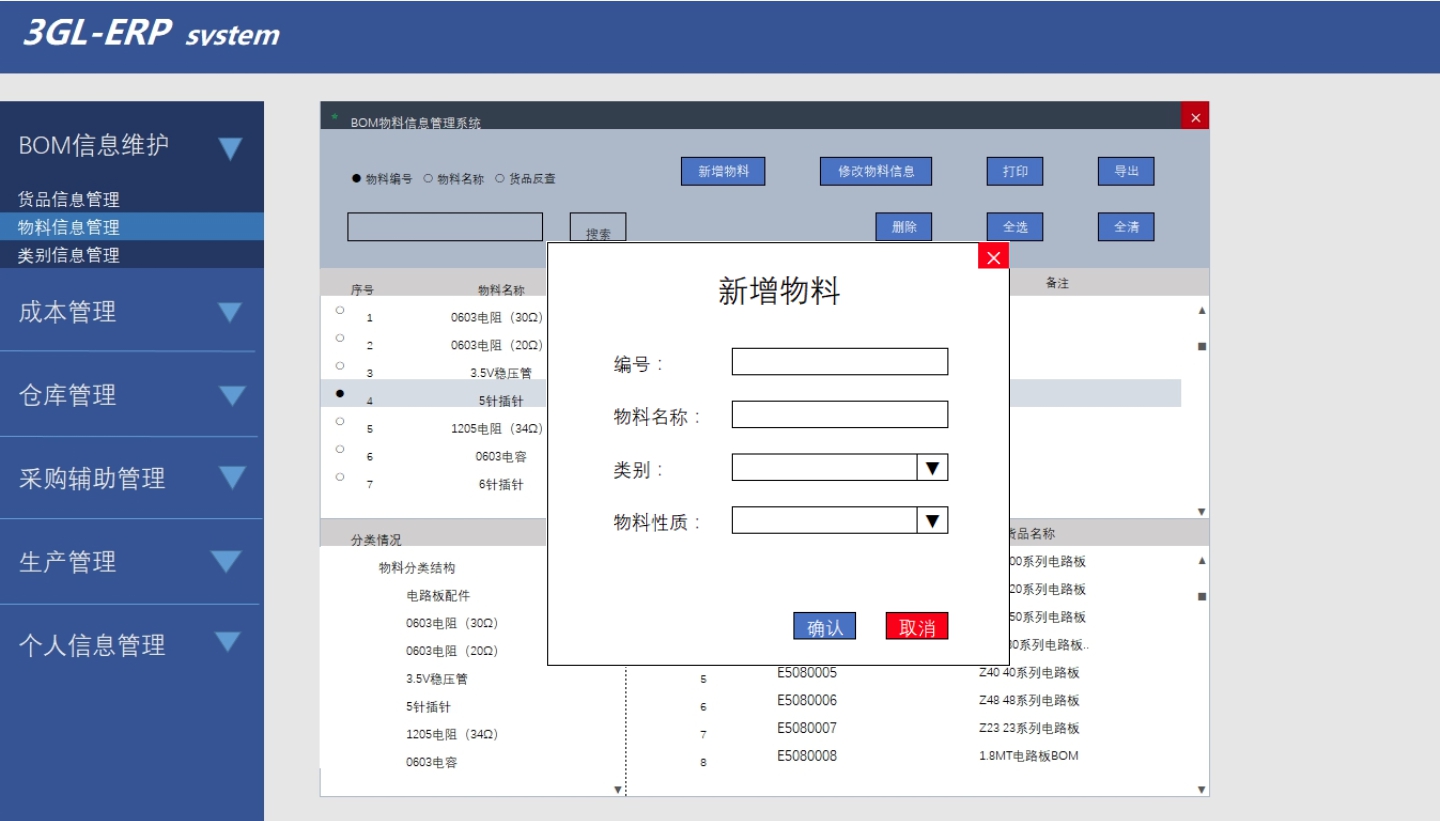 3GL-ERP system
BOM信息维护
货品信息管理
物料信息管理
类别信息管理
成本管理
仓库管理
采购辅助管理
生产管理
个人信息管理
BOM物料信息管理系统
物料编号 物料名称 货品反查
新增物料 修改物料信息 打印 导出
搜索 删除 全选 全清
序号 物料名称 备注
1 0603电阻（30Ω）
2 0603电阻（20Ω）
3 3.5V稳压管
4 5针插针
5 1205电阻（34Ω）
6 0603电容
7 6针插针
新增物料
编号：
物料名称：
类别：
物料性质：
确认 取消
分类情况
物料分类结构
电路板配件
0603电阻（30Ω）
0603电阻（20Ω）
3.5V稳压管
5针插针
1205电阻（34Ω）
0603电容
货品名称
00系列电路板
20系列电路板
50系列电路板
30系列电路板..
5 E5080005 Z40 40系列电路板
6 E5080006 Z48 48系列电路板
7 E5080007 Z23 23系列电路板
8 E5080008 1.8MT电路板BOM